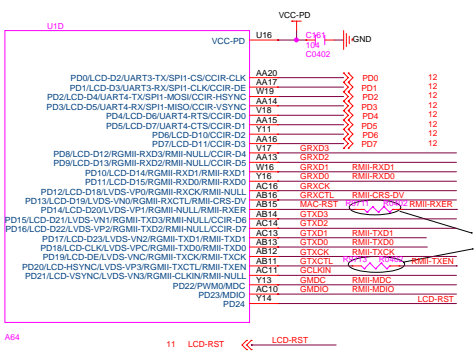 VCC-PD
U1D
VCC-PD U16 C161 GND
104
C0402
PD0/LCD-D2/UART3-TX/SPI1-CS/CCIR-CLK AA20 PD0 12
PD1/LCD-D3/UART3-RX/SPI1-CLK/CCIR-DE AA17 PD1 12
PD2/LCD-D4/UART4-TX/SPI1-MOSI/CCIR-HSYNC W19 PD2 12
PD3/LCD-D5/UART4-RX/SPI1-MISO/CCIR-VSYNC AA14 PD3 12
PD4/LCD-D6/UART4-RTS/CCIR-D0 V18 PD4 12
PD5/LCD-D7/UART4-CTS/CCIR-D1 AA15 PD5 12
PD6/LCD-D10/CCIR-D2 Y11 PD6 12
PD7/LCD-D11/CCIR-D3 AA16 PD7 12
PD8/LCD-D12/RGMII-RXD3/RMII-NULL/CCIR-D4 V17 GRXD3
PD9/LCD-D13/RGMII-RXD2/RMII-NULL/CCIR-D5 AA13 GRXD2
PD10/LCD-D14/RGMII-RXD1/RMII-RXD1 W16 GRXD1 RMII-RXD1
PD11/LCD-D15/RGMII-RXD0/RMII-RXD0 Y16 GRXD0 RMII-RXD0
PD12/LCD-D18/LVDS-VP0/RGMII-RXCK/RMII-NULL AC16 GRXCK
PD13/LCD-D19/LVDS-VN0/RGMII-RXCTL/RMII-CRS-DV AB16 GRXCTL RMII-CRS-DV
PD14/LCD-D20/LVDS-VP1/RGMII-NULL/RMII-RXER AB15 MAC-RST RMII-RXER
PD15/LCD-D21/LVDS-VN1/RGMII-TXD3/RMII-NULL/CCIR-D6 AB14 GTXD3
PD16/LCD-D22/LVDS-VP2/RGMII-TXD2/RMII-NULL/CCIR-D7 AC14 GTXD2
PD17/LCD-D23/LVDS-VN2/RGMII-TXD1/RMII-TXD1 AC13 GTXD1 RMII-TXD1
PD18/LCD-CLK/LVDS-VPC/RGMII-TXD0/RMII-TXD0 AB13 GTXD0 RMII-TXD0
PD19/LCD-DE/LVDS-VNC/RGMII-TXCK/RMII-TXCK AB12 GTXCK RMII-TXCK
PD20/LCD-HSYNC/LVDS-VP3/RGMII-TXCTL/RMII-TXEN AB11 GTXCTL RMII-TXEN
PD21/LCD-VSYNC/LVDS-VN3/RGMII-CLKIN/RMII-NULL AC11 GCLKIN
PD22/PWM0/MDC Y13 GMDC RMII-MDC
PD23/MDIO AC10 GMDIO RMII-MDIO
PD24 Y14 LCD-RST
A64
11 LCD-RST LCD-RST